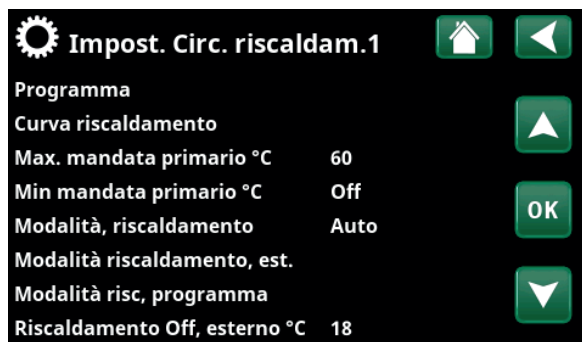 Impost. Circ. riscaldam.1
Programma
Curva riscaldamento
Max. mandata primario °C 60
Min mandata primario °C Off
Modalità, riscaldamento Auto
Modalità riscaldamento, est.
Modalità risc, programma
Riscaldamento Off, esterno °C 18
OK